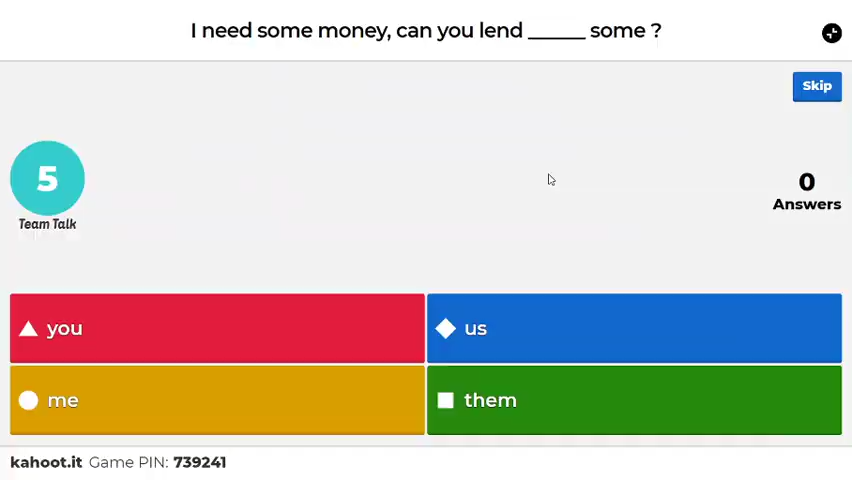 I need some money, can you lend ______ some ?
Skip
5
Team Talk
0
Answers
you
us
me
them
kahoot.it Game PIN: 739241